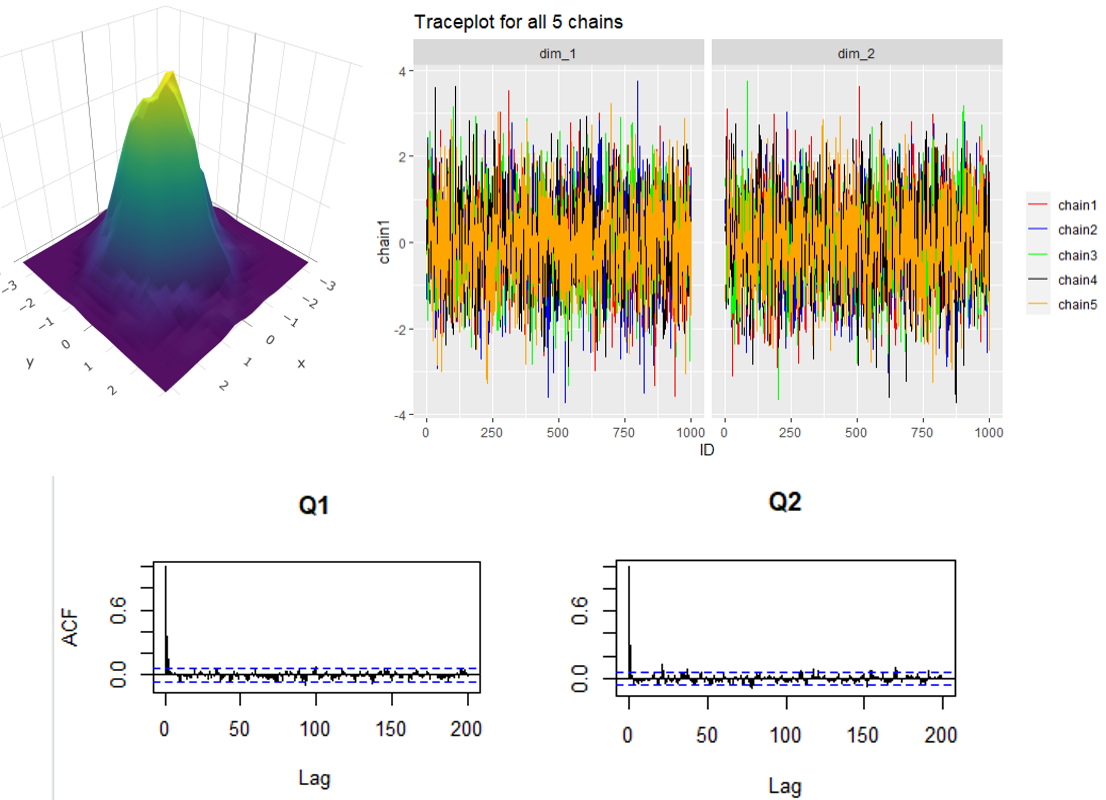 Traceplot for all 5 chains
dim_1
dim_2
4
2
0
-2
-4
chain1
0
250
500
750
1000
0
250
500
750
1000
ID
chain1
chain2
chain3
chain4
chain5
−3
−2
−1
0
1
2
y
−3
−2
−1
0
1
2
x
Q1
ACF
0.6
0.0
0
50
100
150
200
Lag
Q2
0.6
0.0
0
50
100
150
200
Lag